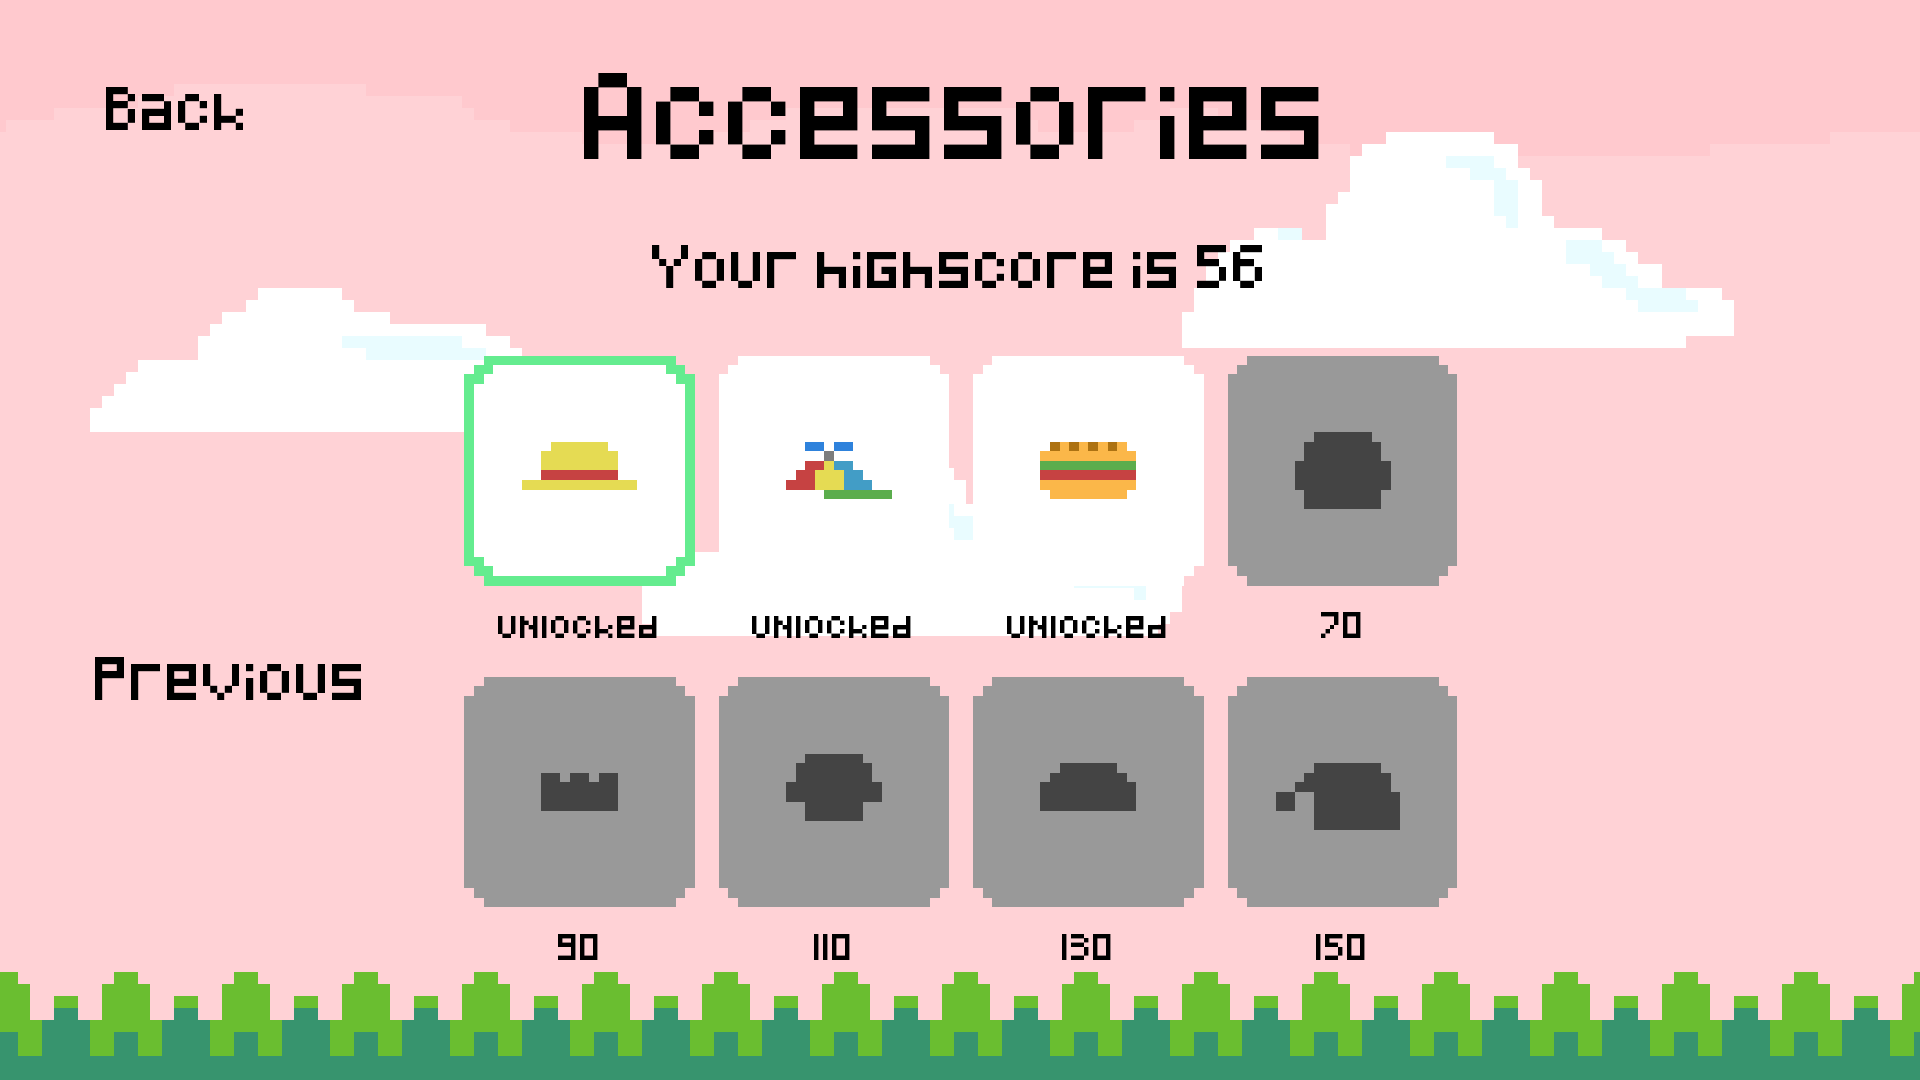 Back
Accessories
Your highscore is 56
Unlocked
Unlocked
Unlocked
70
Previous
90
110
130
150